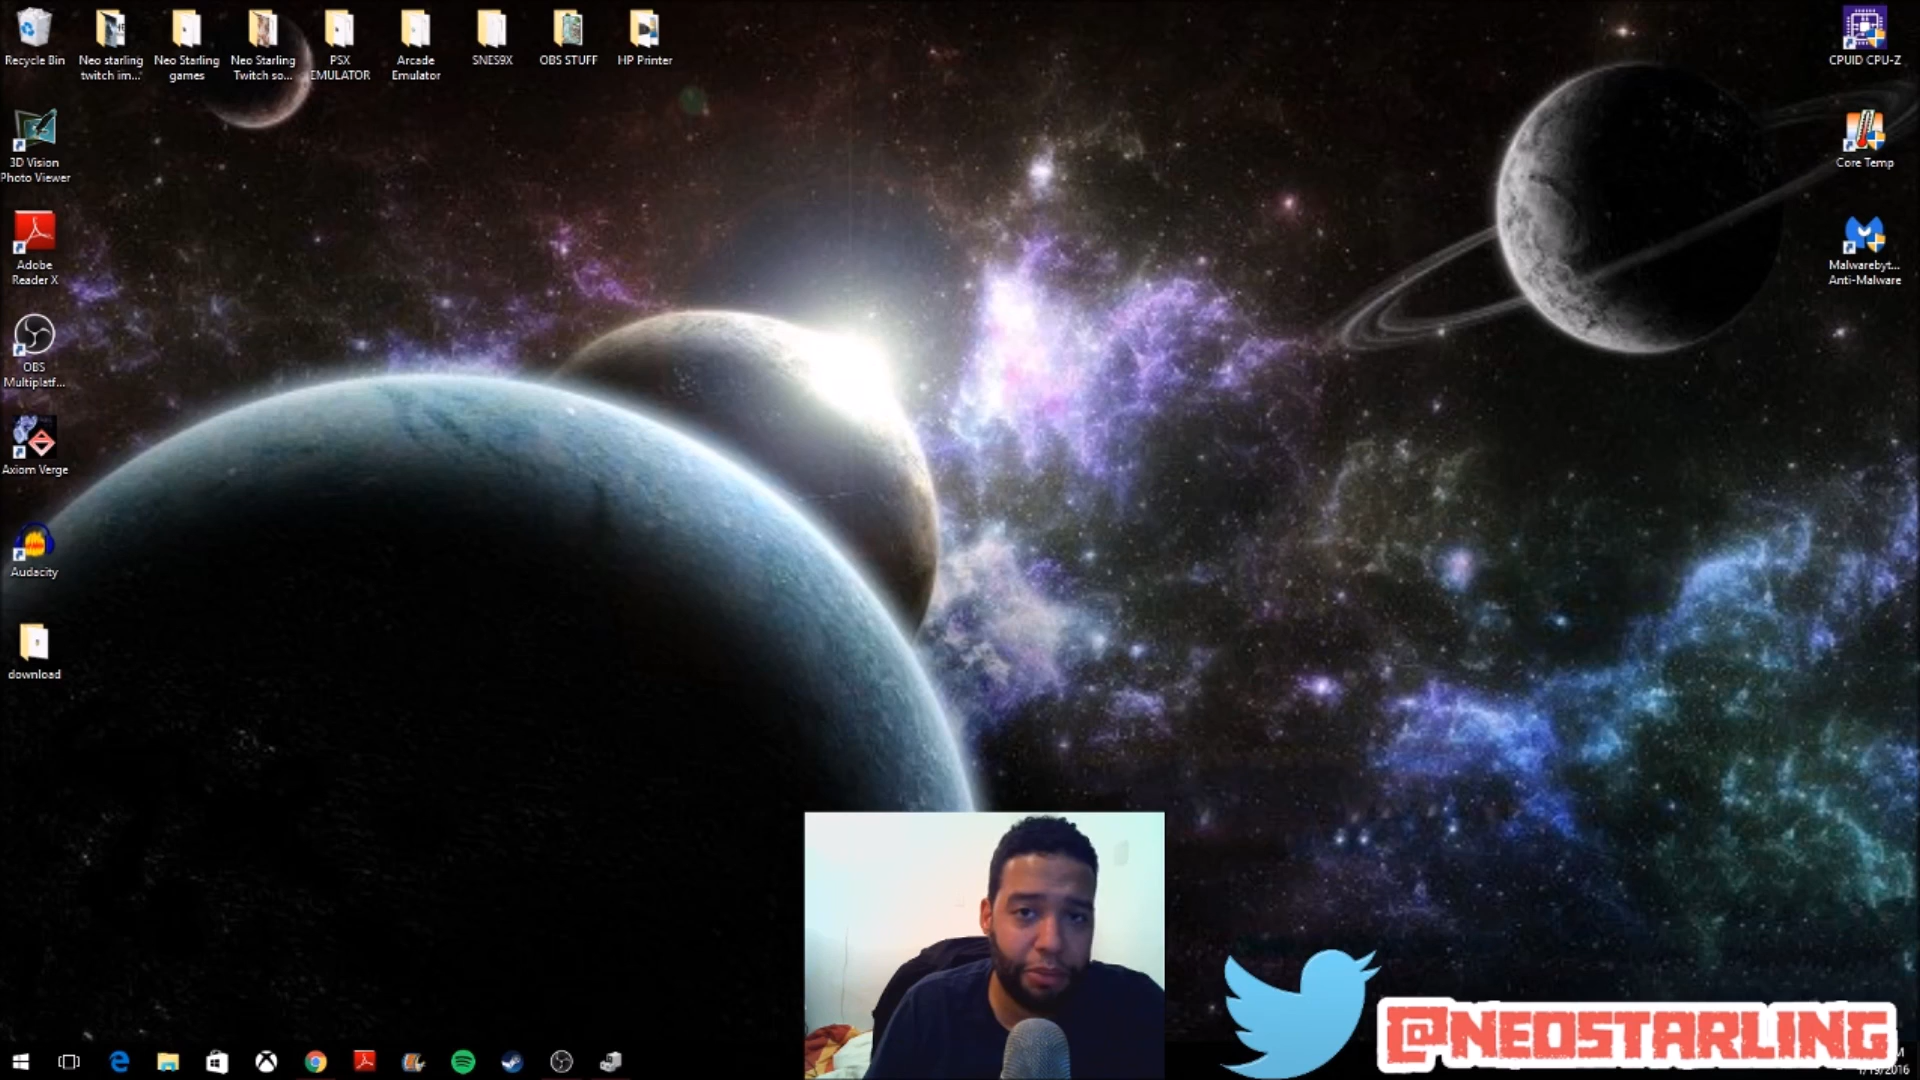 Recycle Bin
Neo starling
twitch im...
Neo Starling
games
Neo Starling
Twitch so...
PSX
EMULATOR
Arcade
Emulator
SNES9X
OBS STUFF
HP Printer
CPUID CPU-Z
3D Vision
Photo Viewer
Core Temp
Adobe
Reader X
Malwarebyt...
Anti-Malware
OBS
Multiplatf...
Axiom Verge
Audacity
download
@NEOSTARLING